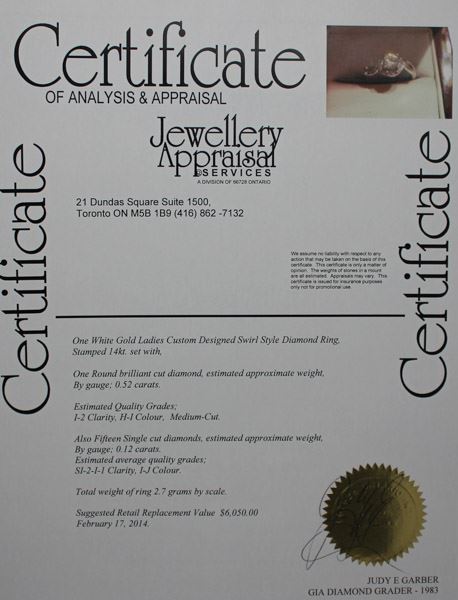 Certificate
OF ANALYSIS & APPRAISAL
Jewellery
Appraisal
SERVICES
A DIVISION OF 66728 ONTARIO
21 Dundas Square Suite 1500,
Toronto ON M5B 1B9 (416) 862 -7132
We assume no liability with respect to any
action that may be taken on the basis of this
certificate. This certificate is only a matter of
opinion. The weights of stones in a mount
are all estimated. Appraisals may vary. This
certificate is issued for insurance purposes
only not for promotional use.
Certificate
Certificate
One White Gold Ladies Custom Designed Swirl Style Diamond Ring,
Stamped 14kt. set with,
One Round brilliant cut diamond, estimated approximate weight,
By gauge; 0.52 carats.
Estimated Quality Grades;
I-2 Clarity, H-I Colour, Medium-Cut.
Also Fifteen Single cut diamonds, estimated approximate weight,
By gauge; 0.12 carats.
Estimated average quality grades;
SI-2-I-1 Clarity, I-J Colour.
Total weight of ring 2.7 grams by scale.
Suggested Retail Replacement Value $6,050.00
February 17, 2014.
JUDY E GARBER
GIA DIAMOND GRADER - 1983